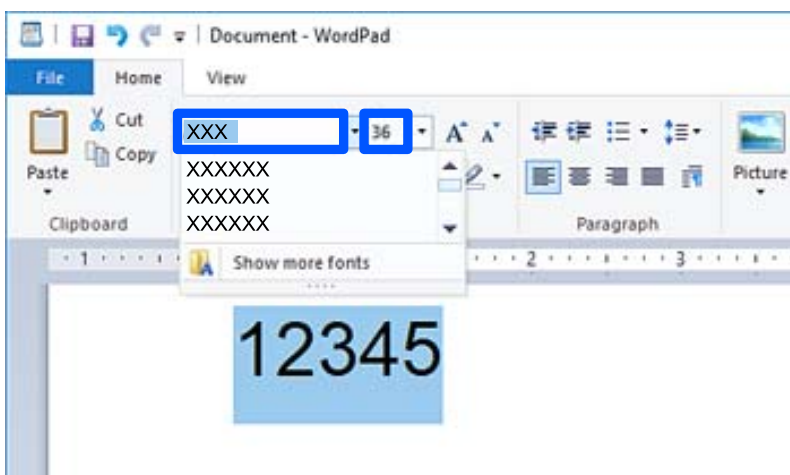 Document - WordPad
File Home View
Paste
Cut
Copy
Clipboard
XXX 36 A A
XXXXXX
XXXXXX
XXXXXX
Show more fonts
Paragraph
Picture
1 2 3
12345